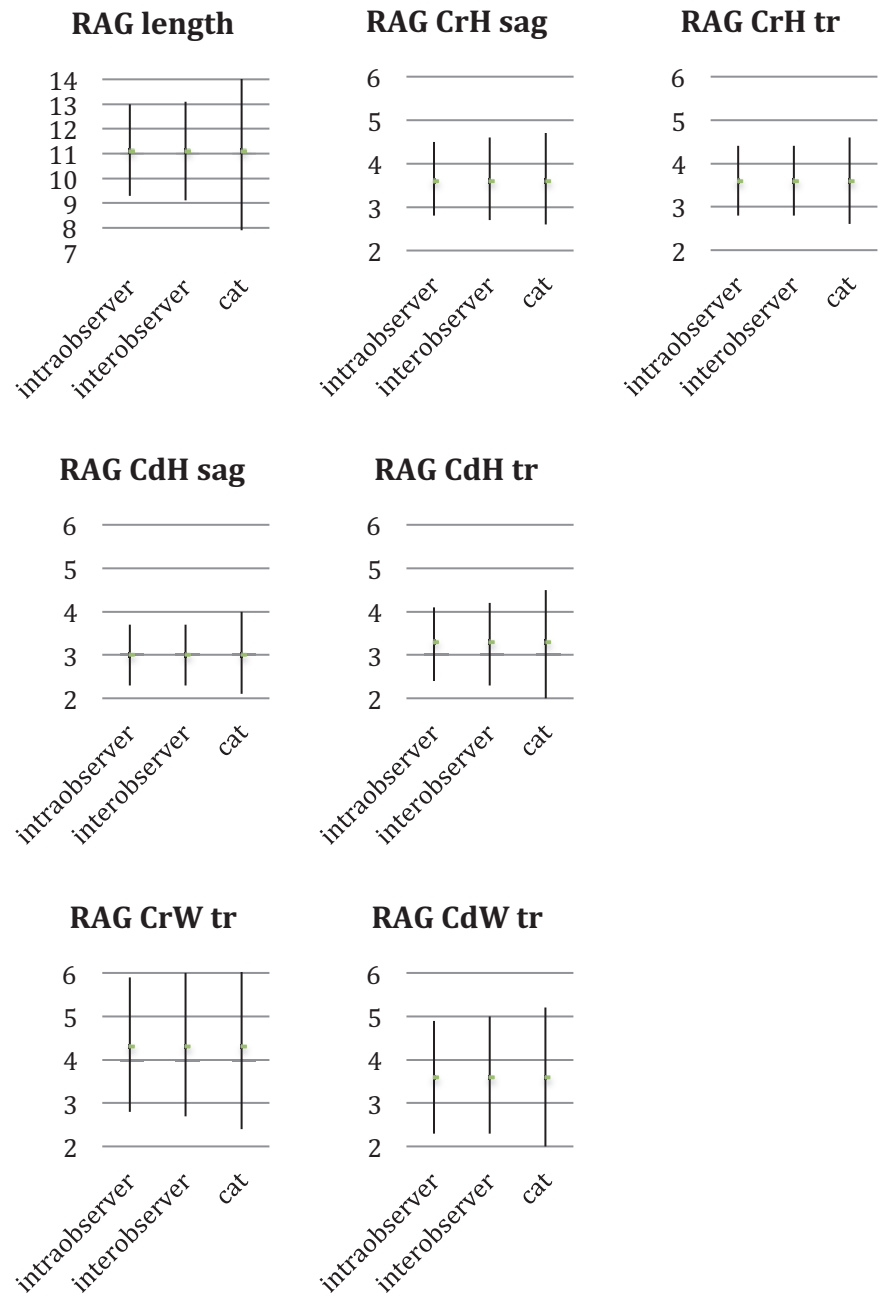 RAG length
14
13
12
11
10
9
8
7
intraobserver
interobserver
cat
RAG CrH sag
6
5
4
3
2
intraobserver
interobserver
cat
RAG CrH tr
6
5
4
3
2
intraobserver
interobserver
cat
RAG CdH sag
6
5
4
3
2
intraobserver
interobserver
cat
RAG CdH tr
6
5
4
3
2
intraobserver
interobserver
cat
RAG CrW tr
6
5
4
3
2
intraobserver
interobserver
cat
RAG CdW tr
6
5
4
3
2
intraobserver
interobserver
cat